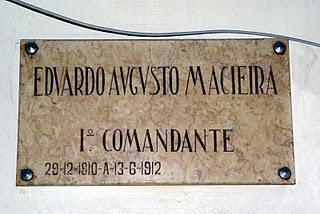 EDVARDO AVGVSTO MACIEIRA
1º COMANDANTE
29-12-1910-A-13-6-1912